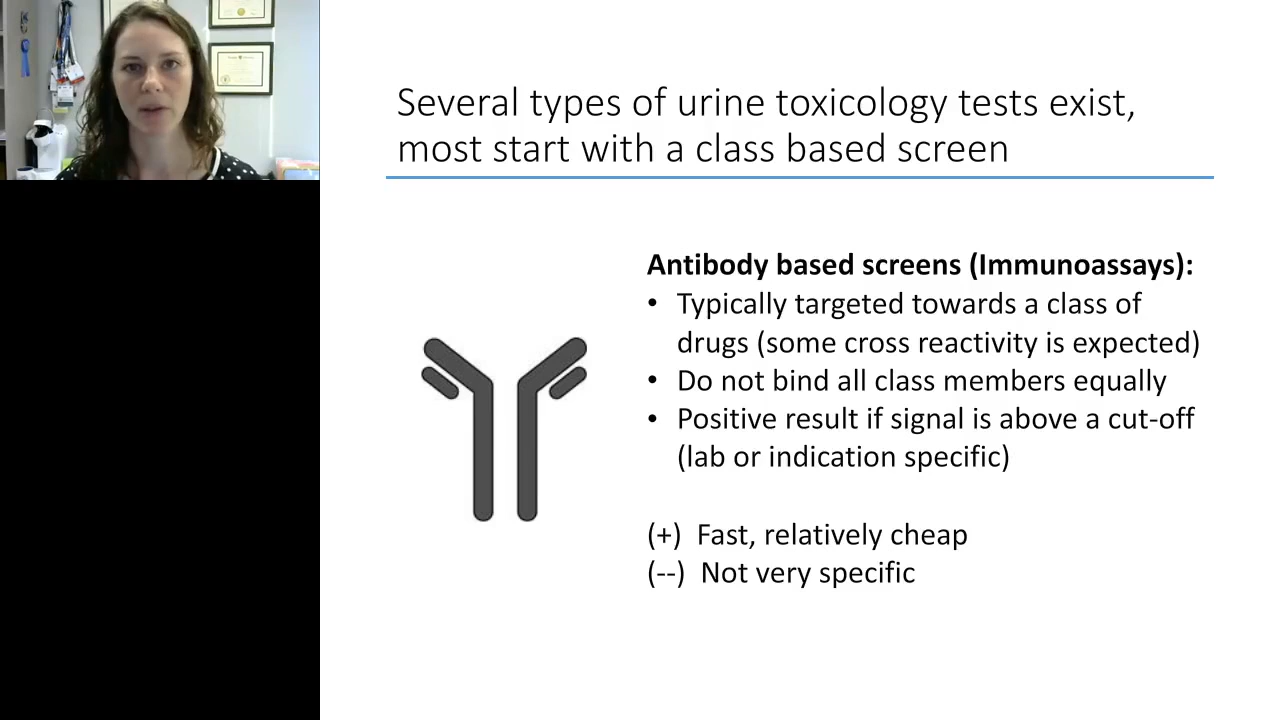 Several types of urine toxicology tests exist,
most start with a class based screen
Antibody based screens (Immunoassays):
• Typically targeted towards a class of
drugs (some cross reactivity is expected)
• Do not bind all class members equally
• Positive result if signal is above a cut-off
(lab or indication specific)
(+) Fast, relatively cheap
(--) Not very specific